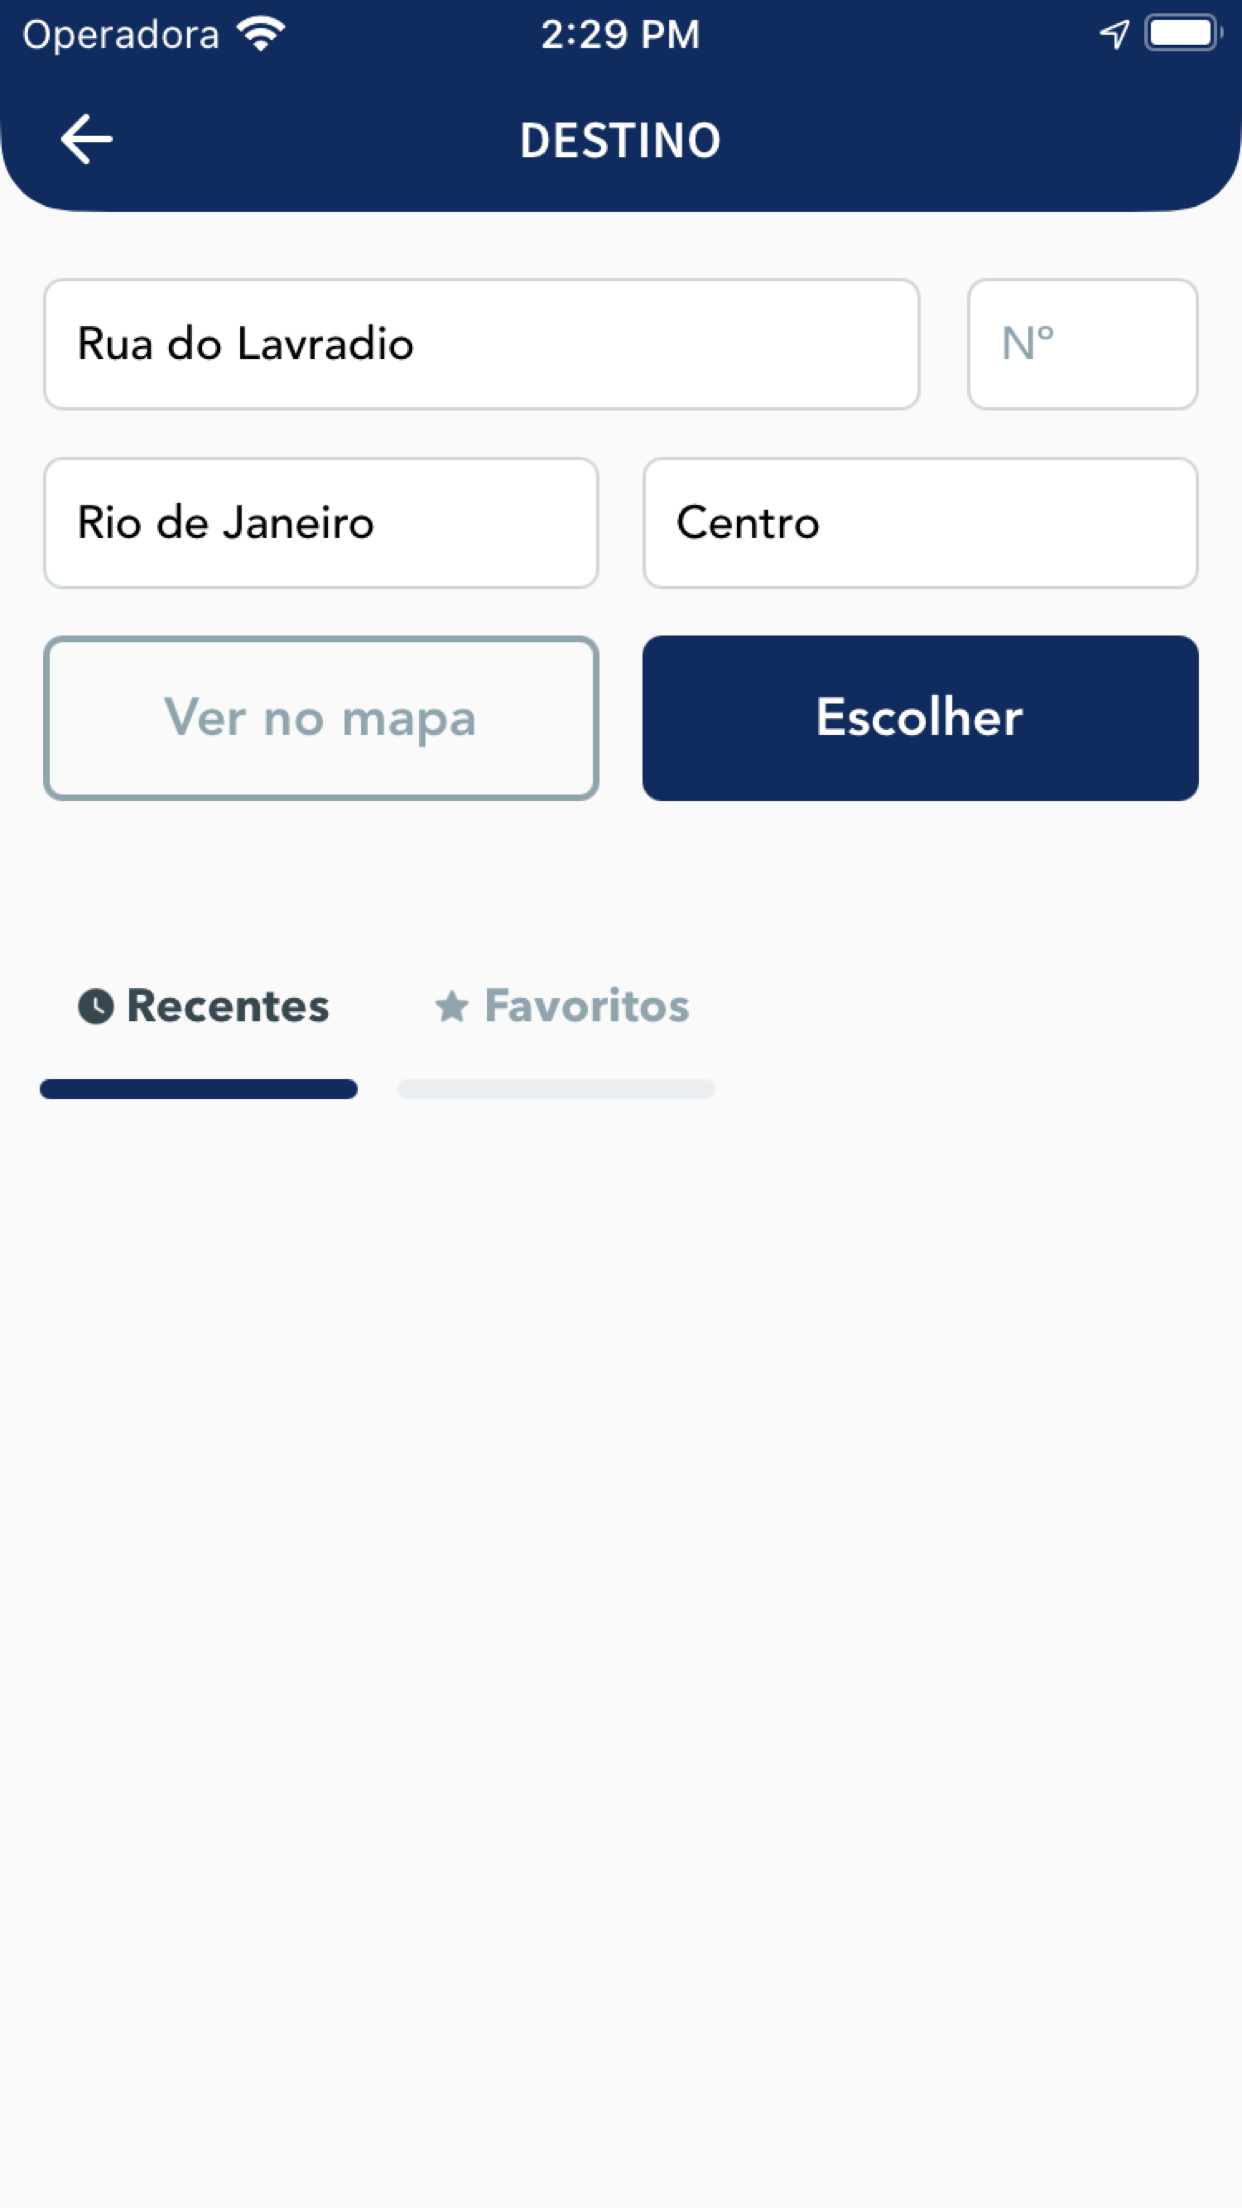 Operadora 2:29 PM
DESTINO
Rua do Lavradio Nº
Rio de Janeiro Centro
Ver no mapa Escolher
Recentes Favoritos